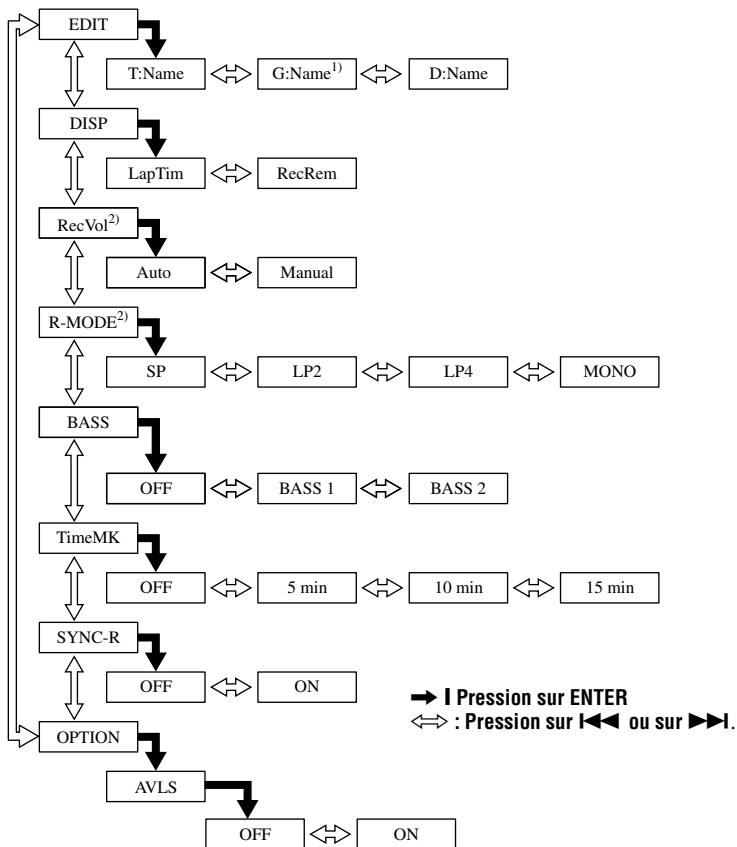 EDIT
T:Name G:Name1) D:Name
DISP
LapTim RecRem
RecVol2)
Auto Manual
R-MODE2)
SP LP2 LP4 MONO
BASS
OFF BASS 1 BASS 2
TimeMK
OFF 5 min 10 min 15 min
SYNC-R
OFF ON
➡ I Pression sur ENTER
⇔ : Pression sur I◀◀ ou sur ▶▶I.
OPTION
AVLS
OFF ON